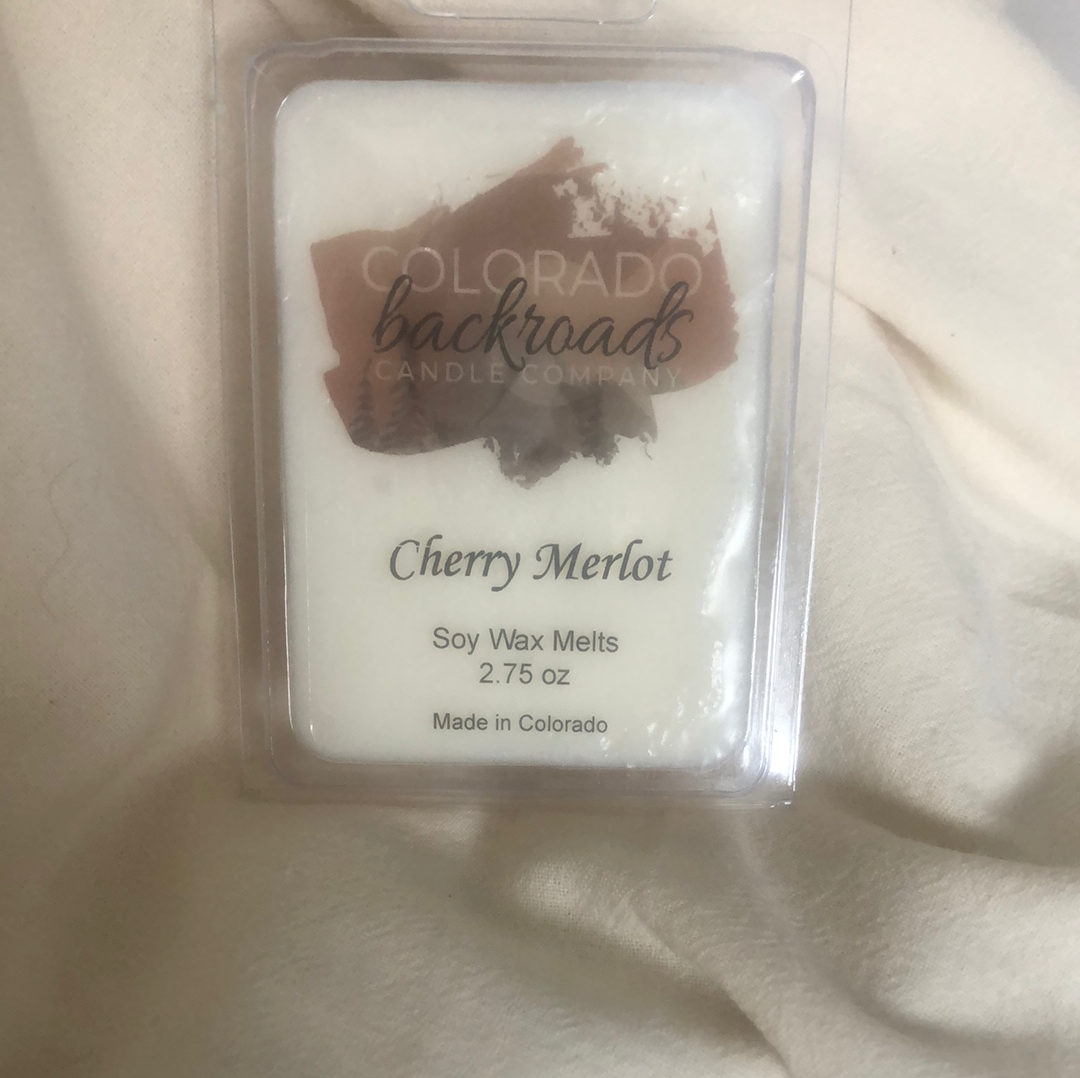 COLORADO
backroads
CANDLE COMPANY
Cherry Merlot
Soy Wax Melts
2.75 oz
Made in Colorado